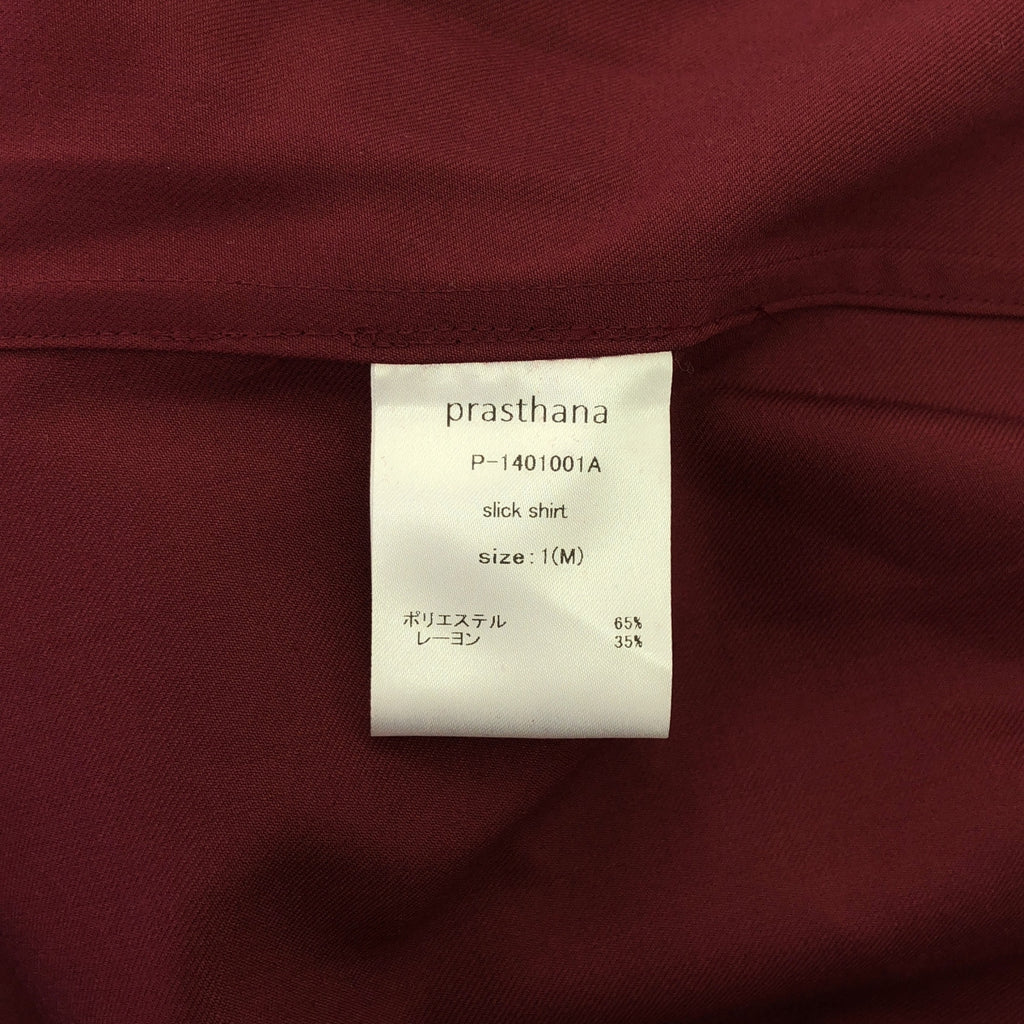 prasthana
P-1401001A
slick shirt
size:1(M)
ポリエステル 65%
レーヨン 35%